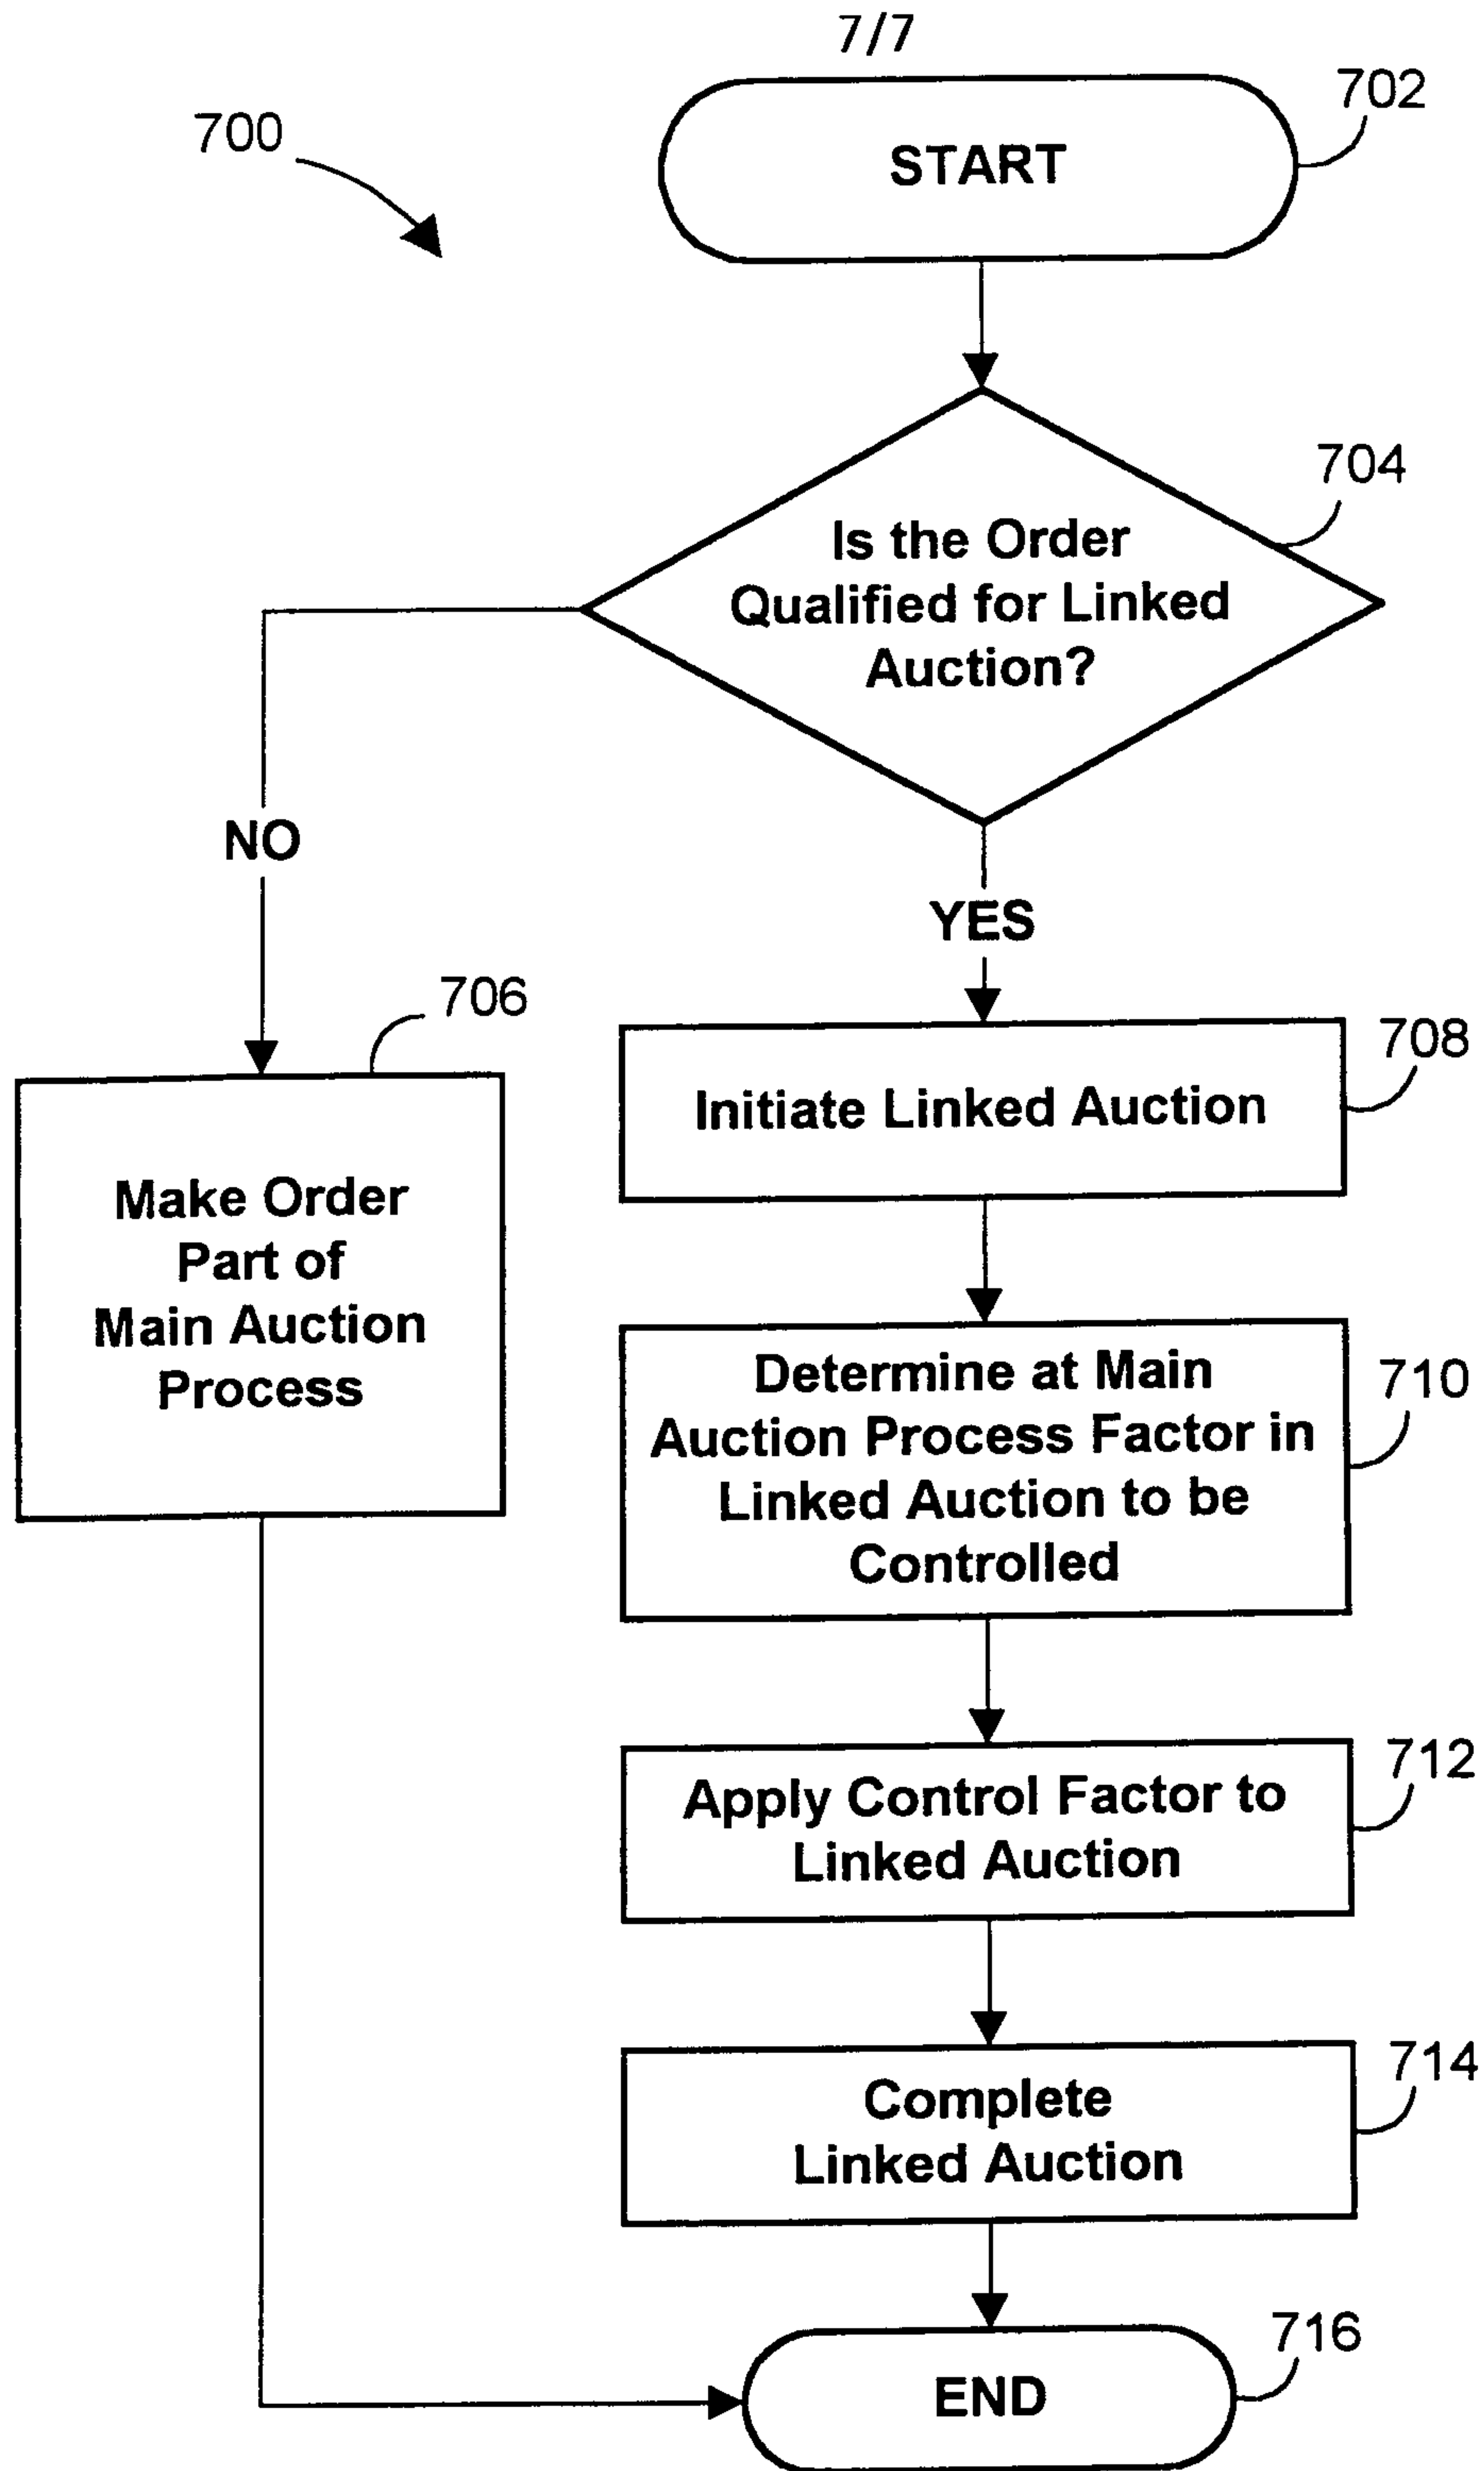 7/7
700
702
START
704
Is the Order
Qualified for Linked
Auction?
NO
YES
706
Make Order
Part of
Main Auction
Process
708
Initiate Linked Auction
710
Determine at Main
Auction Process Factor in
Linked Auction to be
Controlled
712
Apply Control Factor to
Linked Auction
714
Complete
Linked Auction
716
END